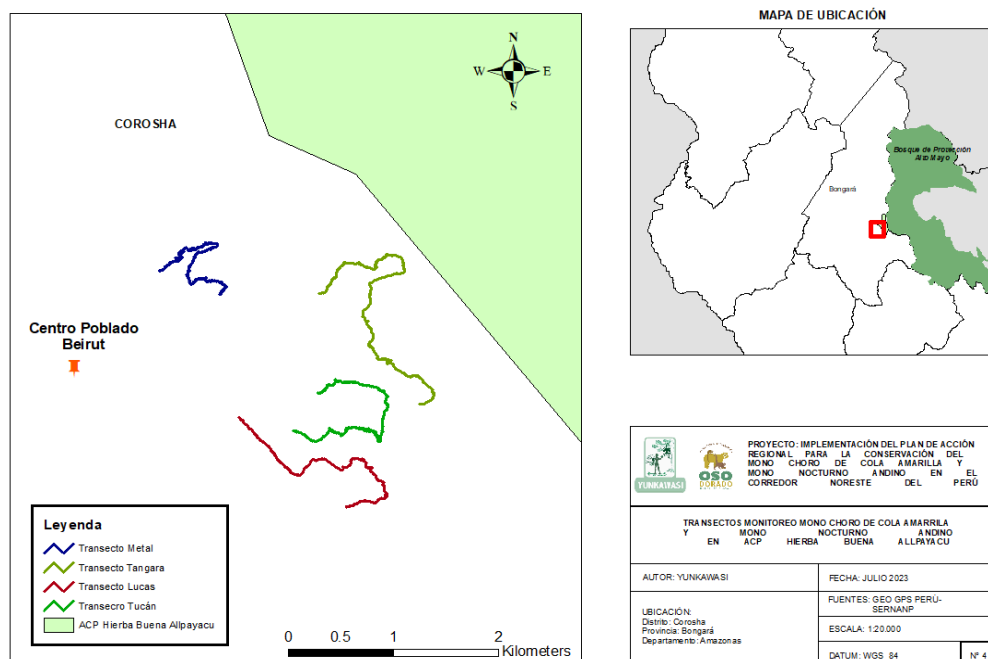 MAPA DE UBICACIÓN
N
W
E
S
COROSHA
Bosque de Protección
Alto Mayo
Bongará
Centro Poblado
Beirut
Leyenda
Transecto Metal
Transecto Tangara
Transecto Lucas
Transecro Tucán
ACP Hierba Buena Allpayacu
0 0.5 1 2
Kilometers
YUNKAWASI
OSO
DORADO
PROYECTO: IMPLEMENTACIÓN DEL PLAN DE ACCIÓN
REGIONAL PARA LA CONSERVACIÓN DEL
MONO CHORO DE COLA AMARILLA Y
MONO NOCTURNO ANDINO EN EL
CORREDOR NORESTE DEL PERÚ
TRANSECTOS MONITOREO MONO CHORO DE COLA AMARRILA
Y MONO NOCTURNO ANDINO
EN ACP HIERBA BUENA ALLPAYACU
AUTOR: YUNKAWASI
FECHA: JULIO 2023
FUENTES: GEO GPS PERÚ-
SERNANP
UBICACIÓN:
Distrito: Corosha
Provincia: Bongará
Departamento: Amazonas
ESCALA: 1:20.000
DATUM: WGS 84
Nº 4